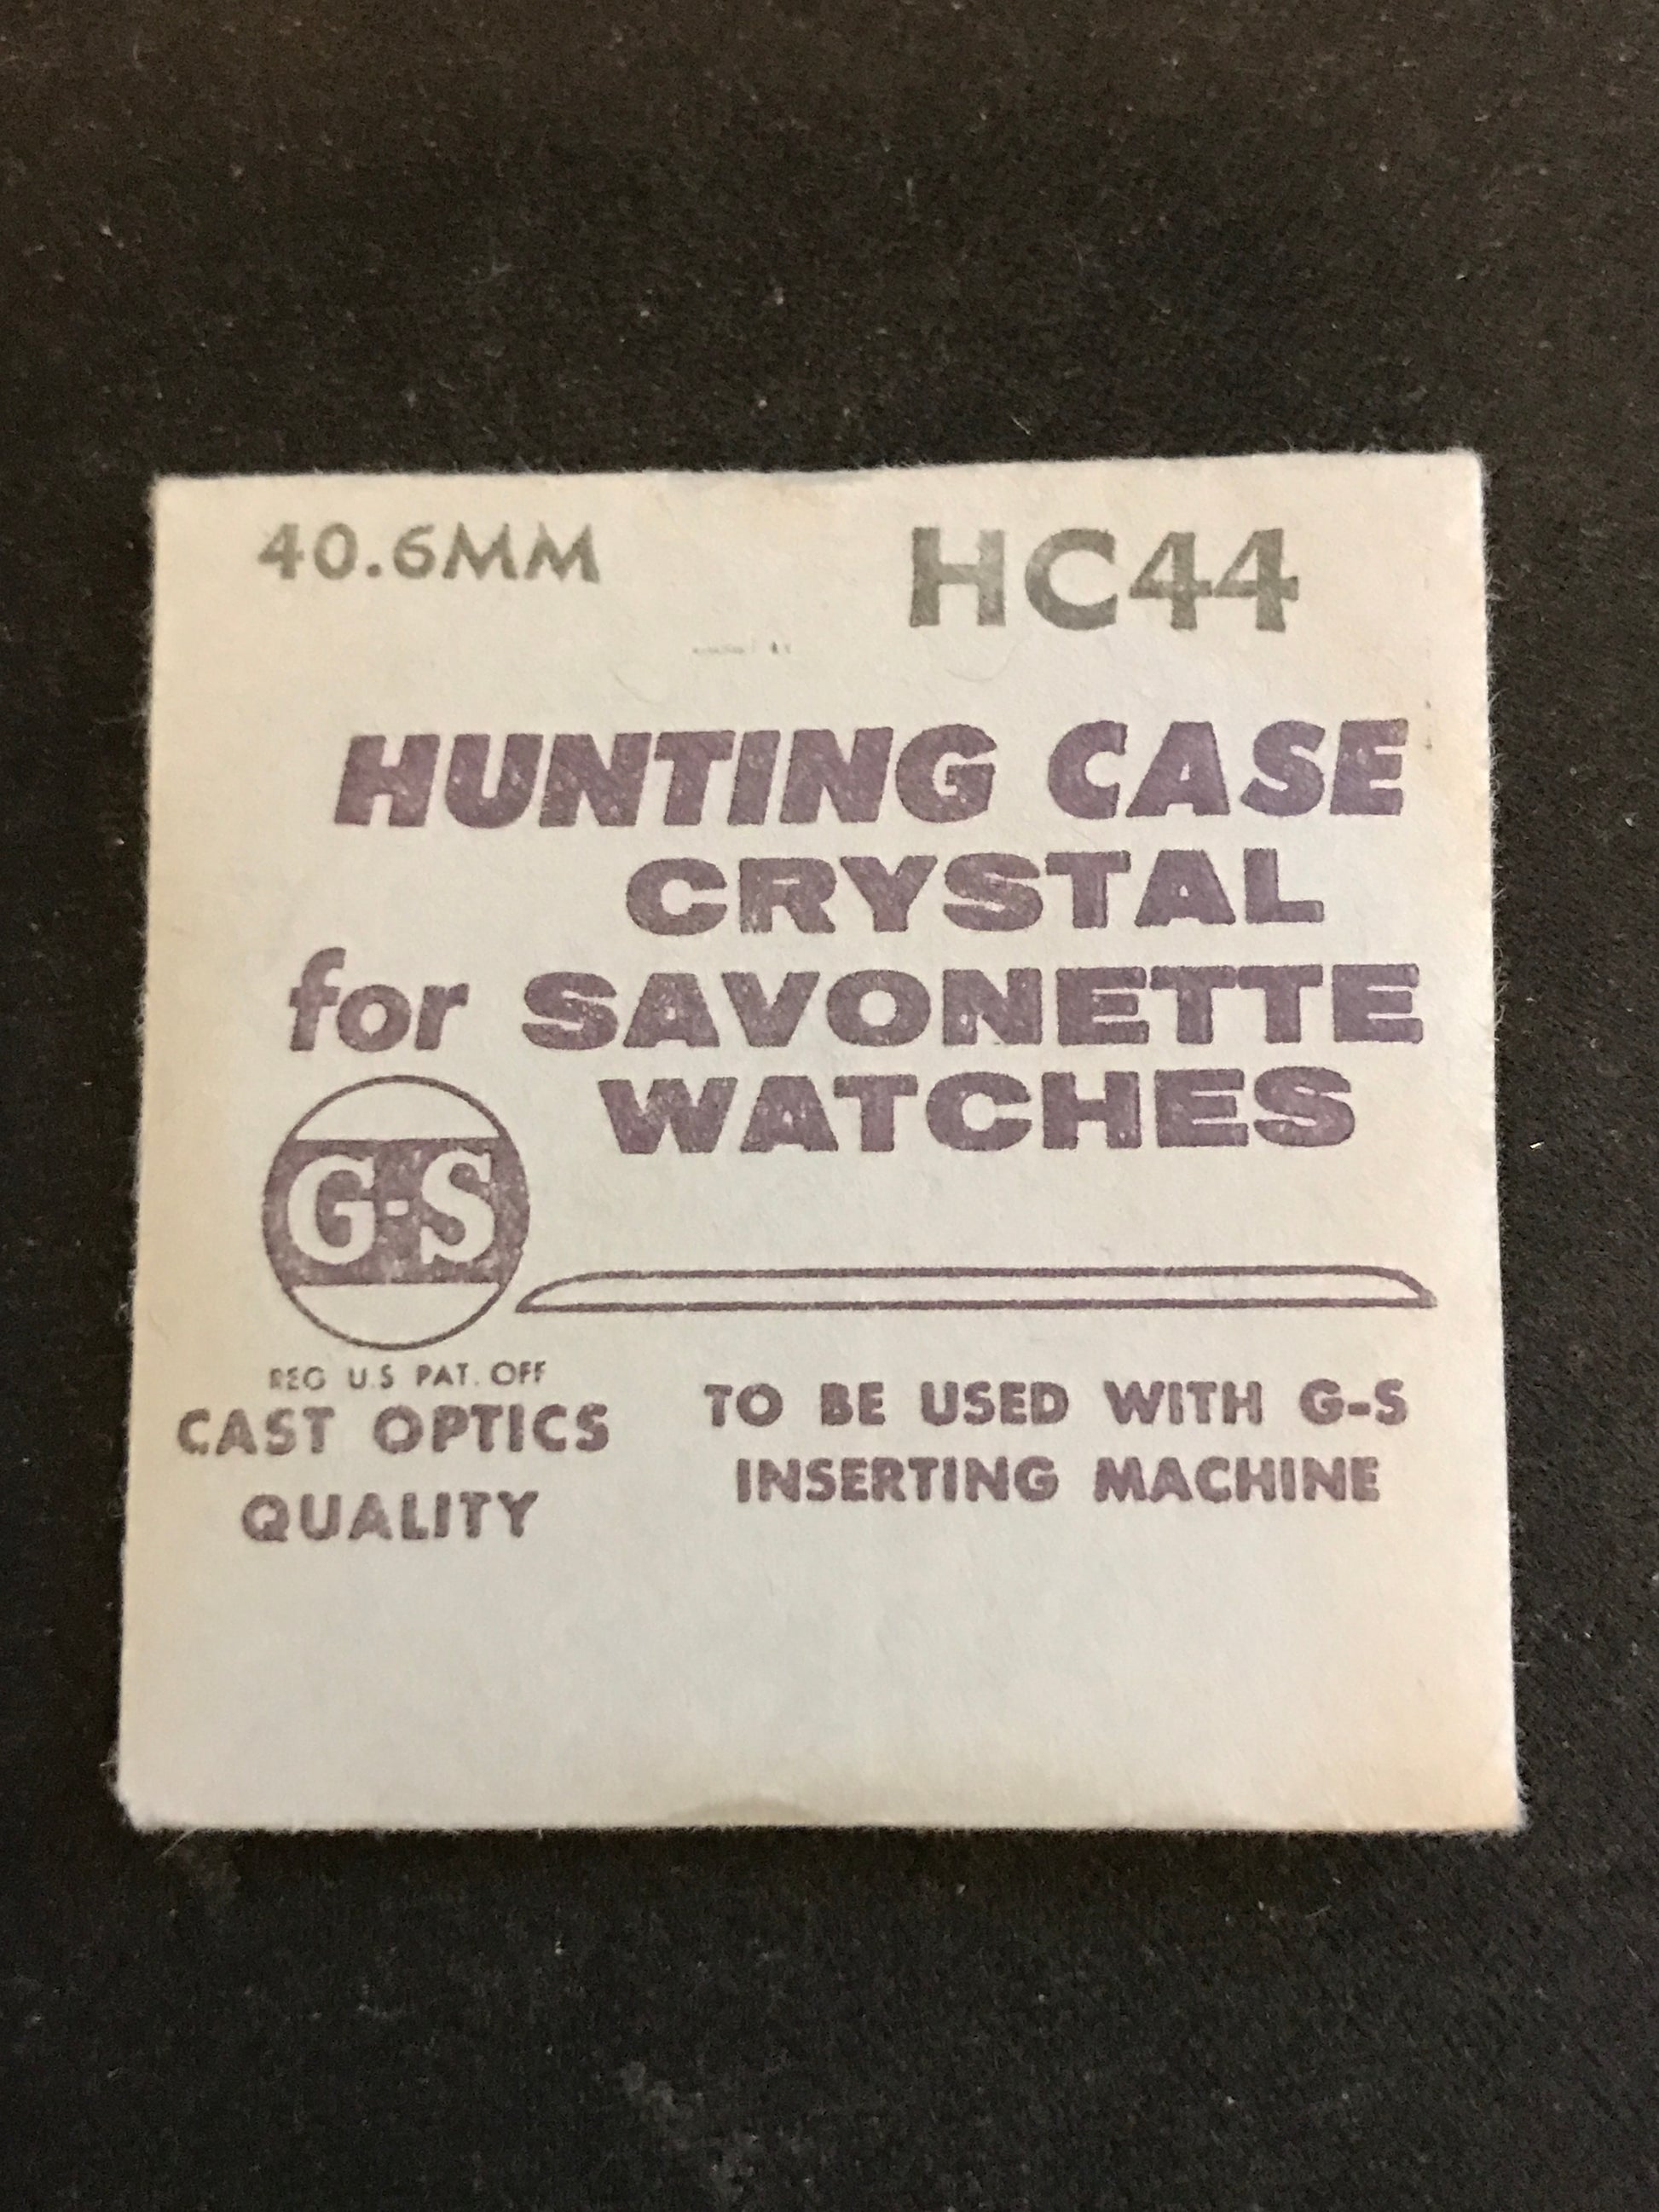 40.6MM HC44
HUNTING CASE
CRYSTAL
for SAVONETTE
WATCHES
G-S
REG U.S PAT. OFF
CAST OPTICS
QUALITY
TO BE USED WITH G-S
INSERTING MACHINE